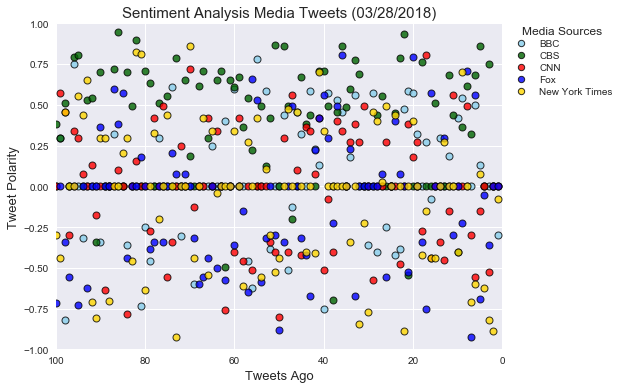 Sentiment Analysis Media Tweets (03/28/2018)
Media Sources
BBC
CBS
CNN
Fox
New York Times
Tweet Polarity
1.00
0.75
0.50
0.25
0.00
−0.25
−0.50
−0.75
−1.00
100 80 60 40 20 0
Tweets Ago